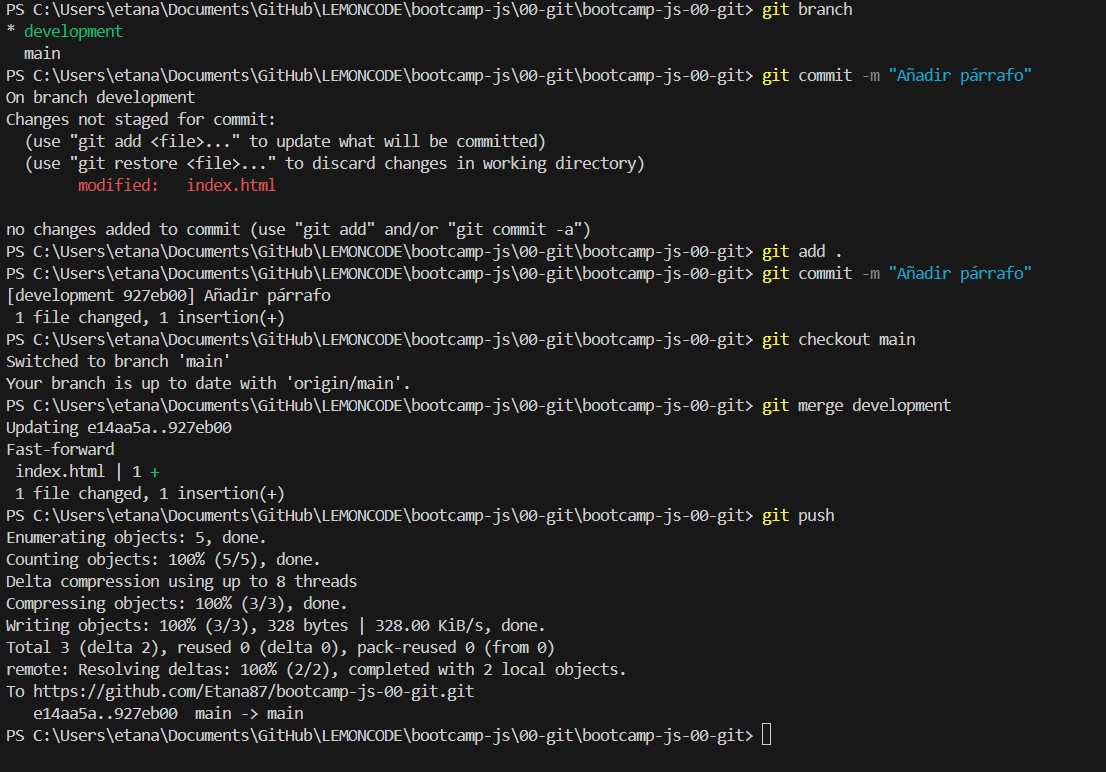 PS C:\Users\etana\Documents\GitHub\LEMONCODE\bootcamp-js\00-git\bootcamp-js-00-git> git branch
* development
  main
PS C:\Users\etana\Documents\GitHub\LEMONCODE\bootcamp-js\00-git\bootcamp-js-00-git> git commit -m "Añadir párrafo"
On branch development
Changes not staged for commit:
  (use "git add <file>..." to update what will be committed)
  (use "git restore <file>..." to discard changes in working directory)
        modified:   index.html

no changes added to commit (use "git add" and/or "git commit -a")
PS C:\Users\etana\Documents\GitHub\LEMONCODE\bootcamp-js\00-git\bootcamp-js-00-git> git add .
PS C:\Users\etana\Documents\GitHub\LEMONCODE\bootcamp-js\00-git\bootcamp-js-00-git> git commit -m "Añadir párrafo"
[development 927eb00] Añadir párrafo
 1 file changed, 1 insertion(+)
PS C:\Users\etana\Documents\GitHub\LEMONCODE\bootcamp-js\00-git\bootcamp-js-00-git> git checkout main
Switched to branch 'main'
Your branch is up to date with 'origin/main'.
PS C:\Users\etana\Documents\GitHub\LEMONCODE\bootcamp-js\00-git\bootcamp-js-00-git> git merge development
Updating e14aa5a..927eb00
Fast-forward
 index.html | 1 +
 1 file changed, 1 insertion(+)
PS C:\Users\etana\Documents\GitHub\LEMONCODE\bootcamp-js\00-git\bootcamp-js-00-git> git push
Enumerating objects: 5, done.
Counting objects: 100% (5/5), done.
Delta compression using up to 8 threads
Compressing objects: 100% (3/3), done.
Writing objects: 100% (3/3), 328 bytes | 328.00 KiB/s, done.
Total 3 (delta 2), reused 0 (delta 0), pack-reused 0 (from 0)
remote: Resolving deltas: 100% (2/2), completed with 2 local objects.
To https://github.com/Etana87/bootcamp-js-00-git.git
   e14aa5a..927eb00  main -> main
PS C:\Users\etana\Documents\GitHub\LEMONCODE\bootcamp-js\00-git\bootcamp-js-00-git>